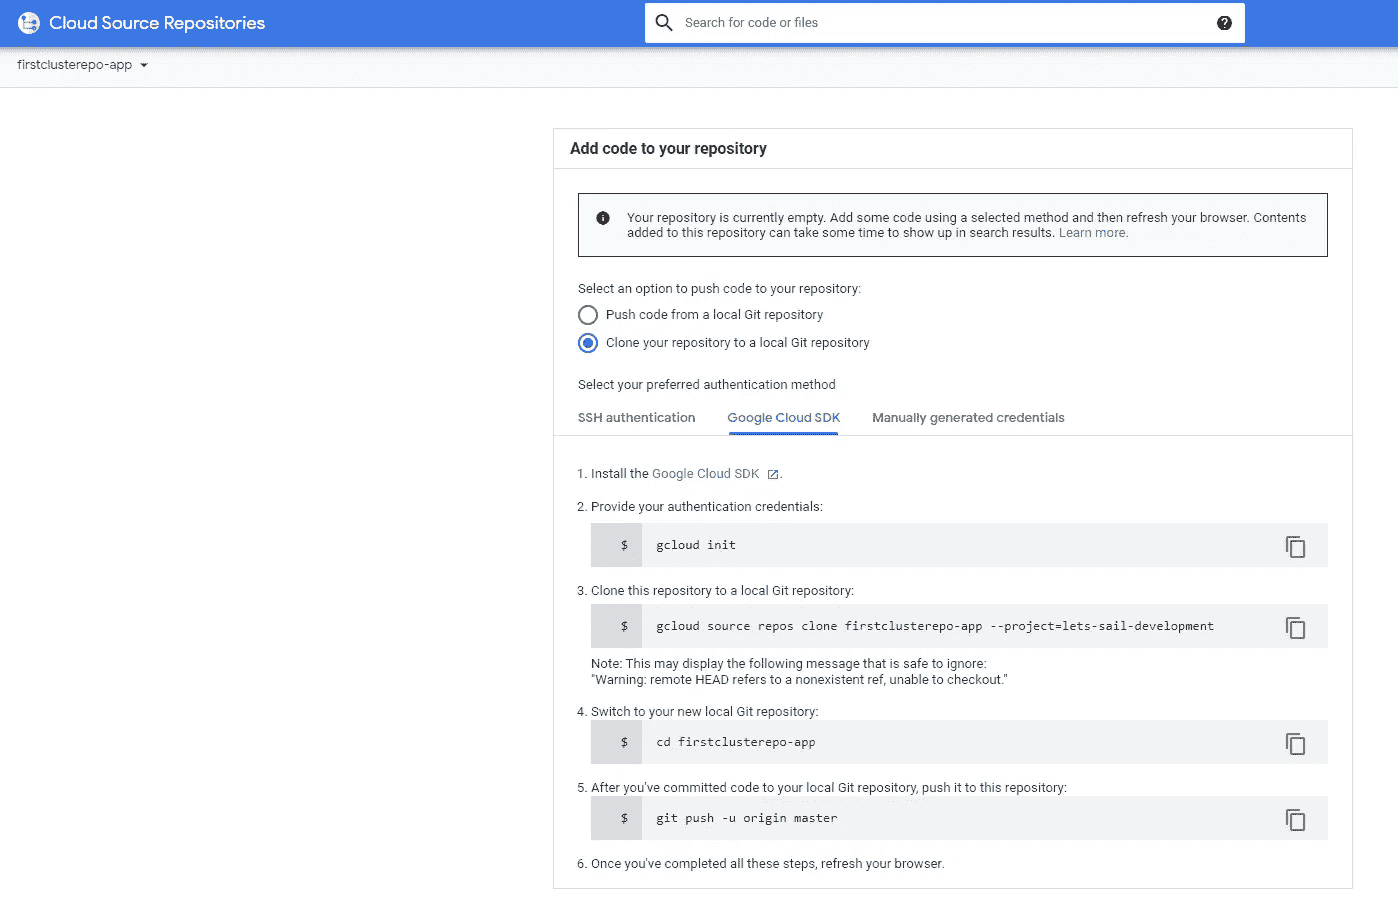 Cloud Source Repositories
Search for code or files
firstclusterepo-app
Add code to your repository
Your repository is currently empty. Add some code using a selected method and then refresh your browser. Contents
added to this repository can take some time to show up in search results. Learn more.
Select an option to push code to your repository:
Push code from a local Git repository
Clone your repository to a local Git repository
Select your preferred authentication method
SSH authentication Google Cloud SDK Manually generated credentials
1. Install the Google Cloud SDK .
2. Provide your authentication credentials:
$ gcloud init
3. Clone this repository to a local Git repository:
$ gcloud source repos clone firstclusterepo-app --project=lets-sail-development
Note: This may display the following message that is safe to ignore:
"Warning: remote HEAD refers to a nonexistent ref, unable to checkout."
4. Switch to your new local Git repository:
$ cd firstclusterepo-app
5. After you've committed code to your local Git repository, push it to this repository:
$ git push -u origin master
6. Once you've completed all these steps, refresh your browser.